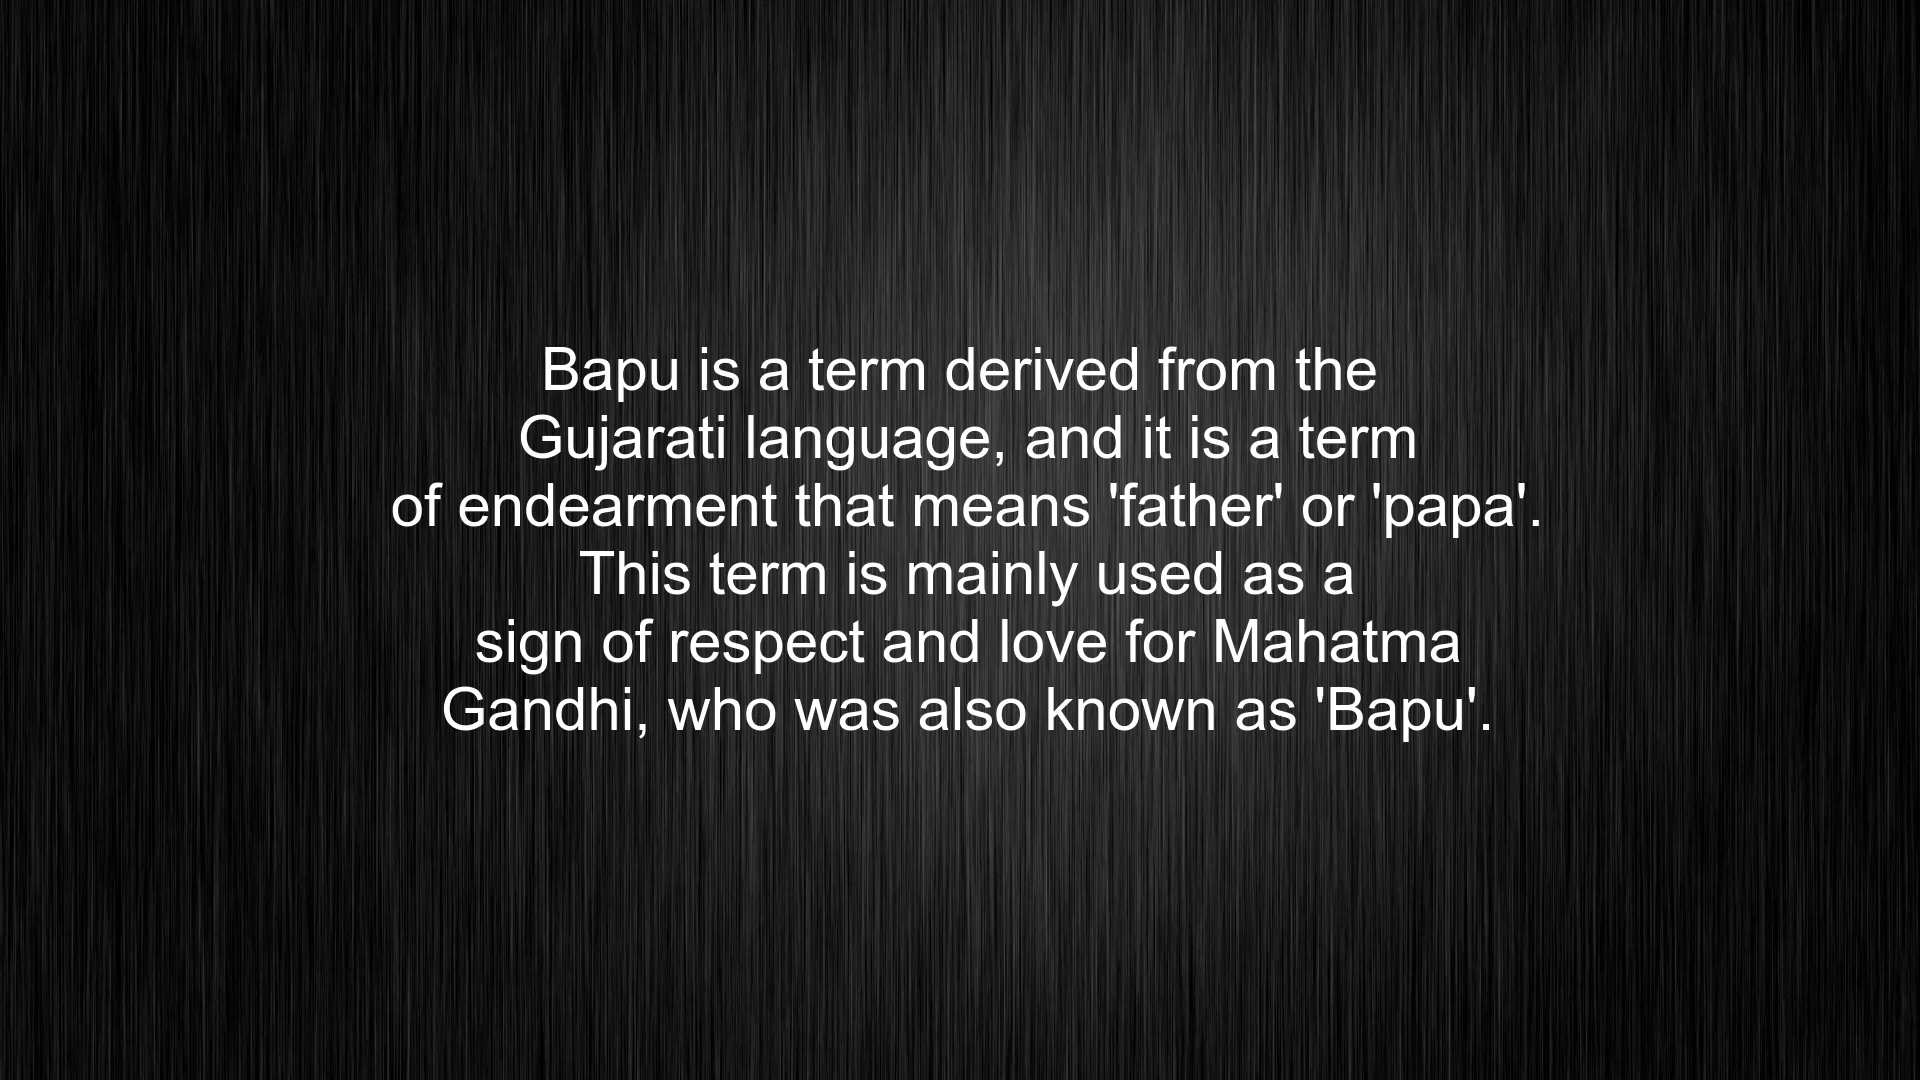 Bapu is a term derived from the
Gujarati language, and it is a term
of endearment that means 'father' or 'papa'.
This term is mainly used as a
sign of respect and love for Mahatma
Gandhi, who was also known as 'Bapu'.